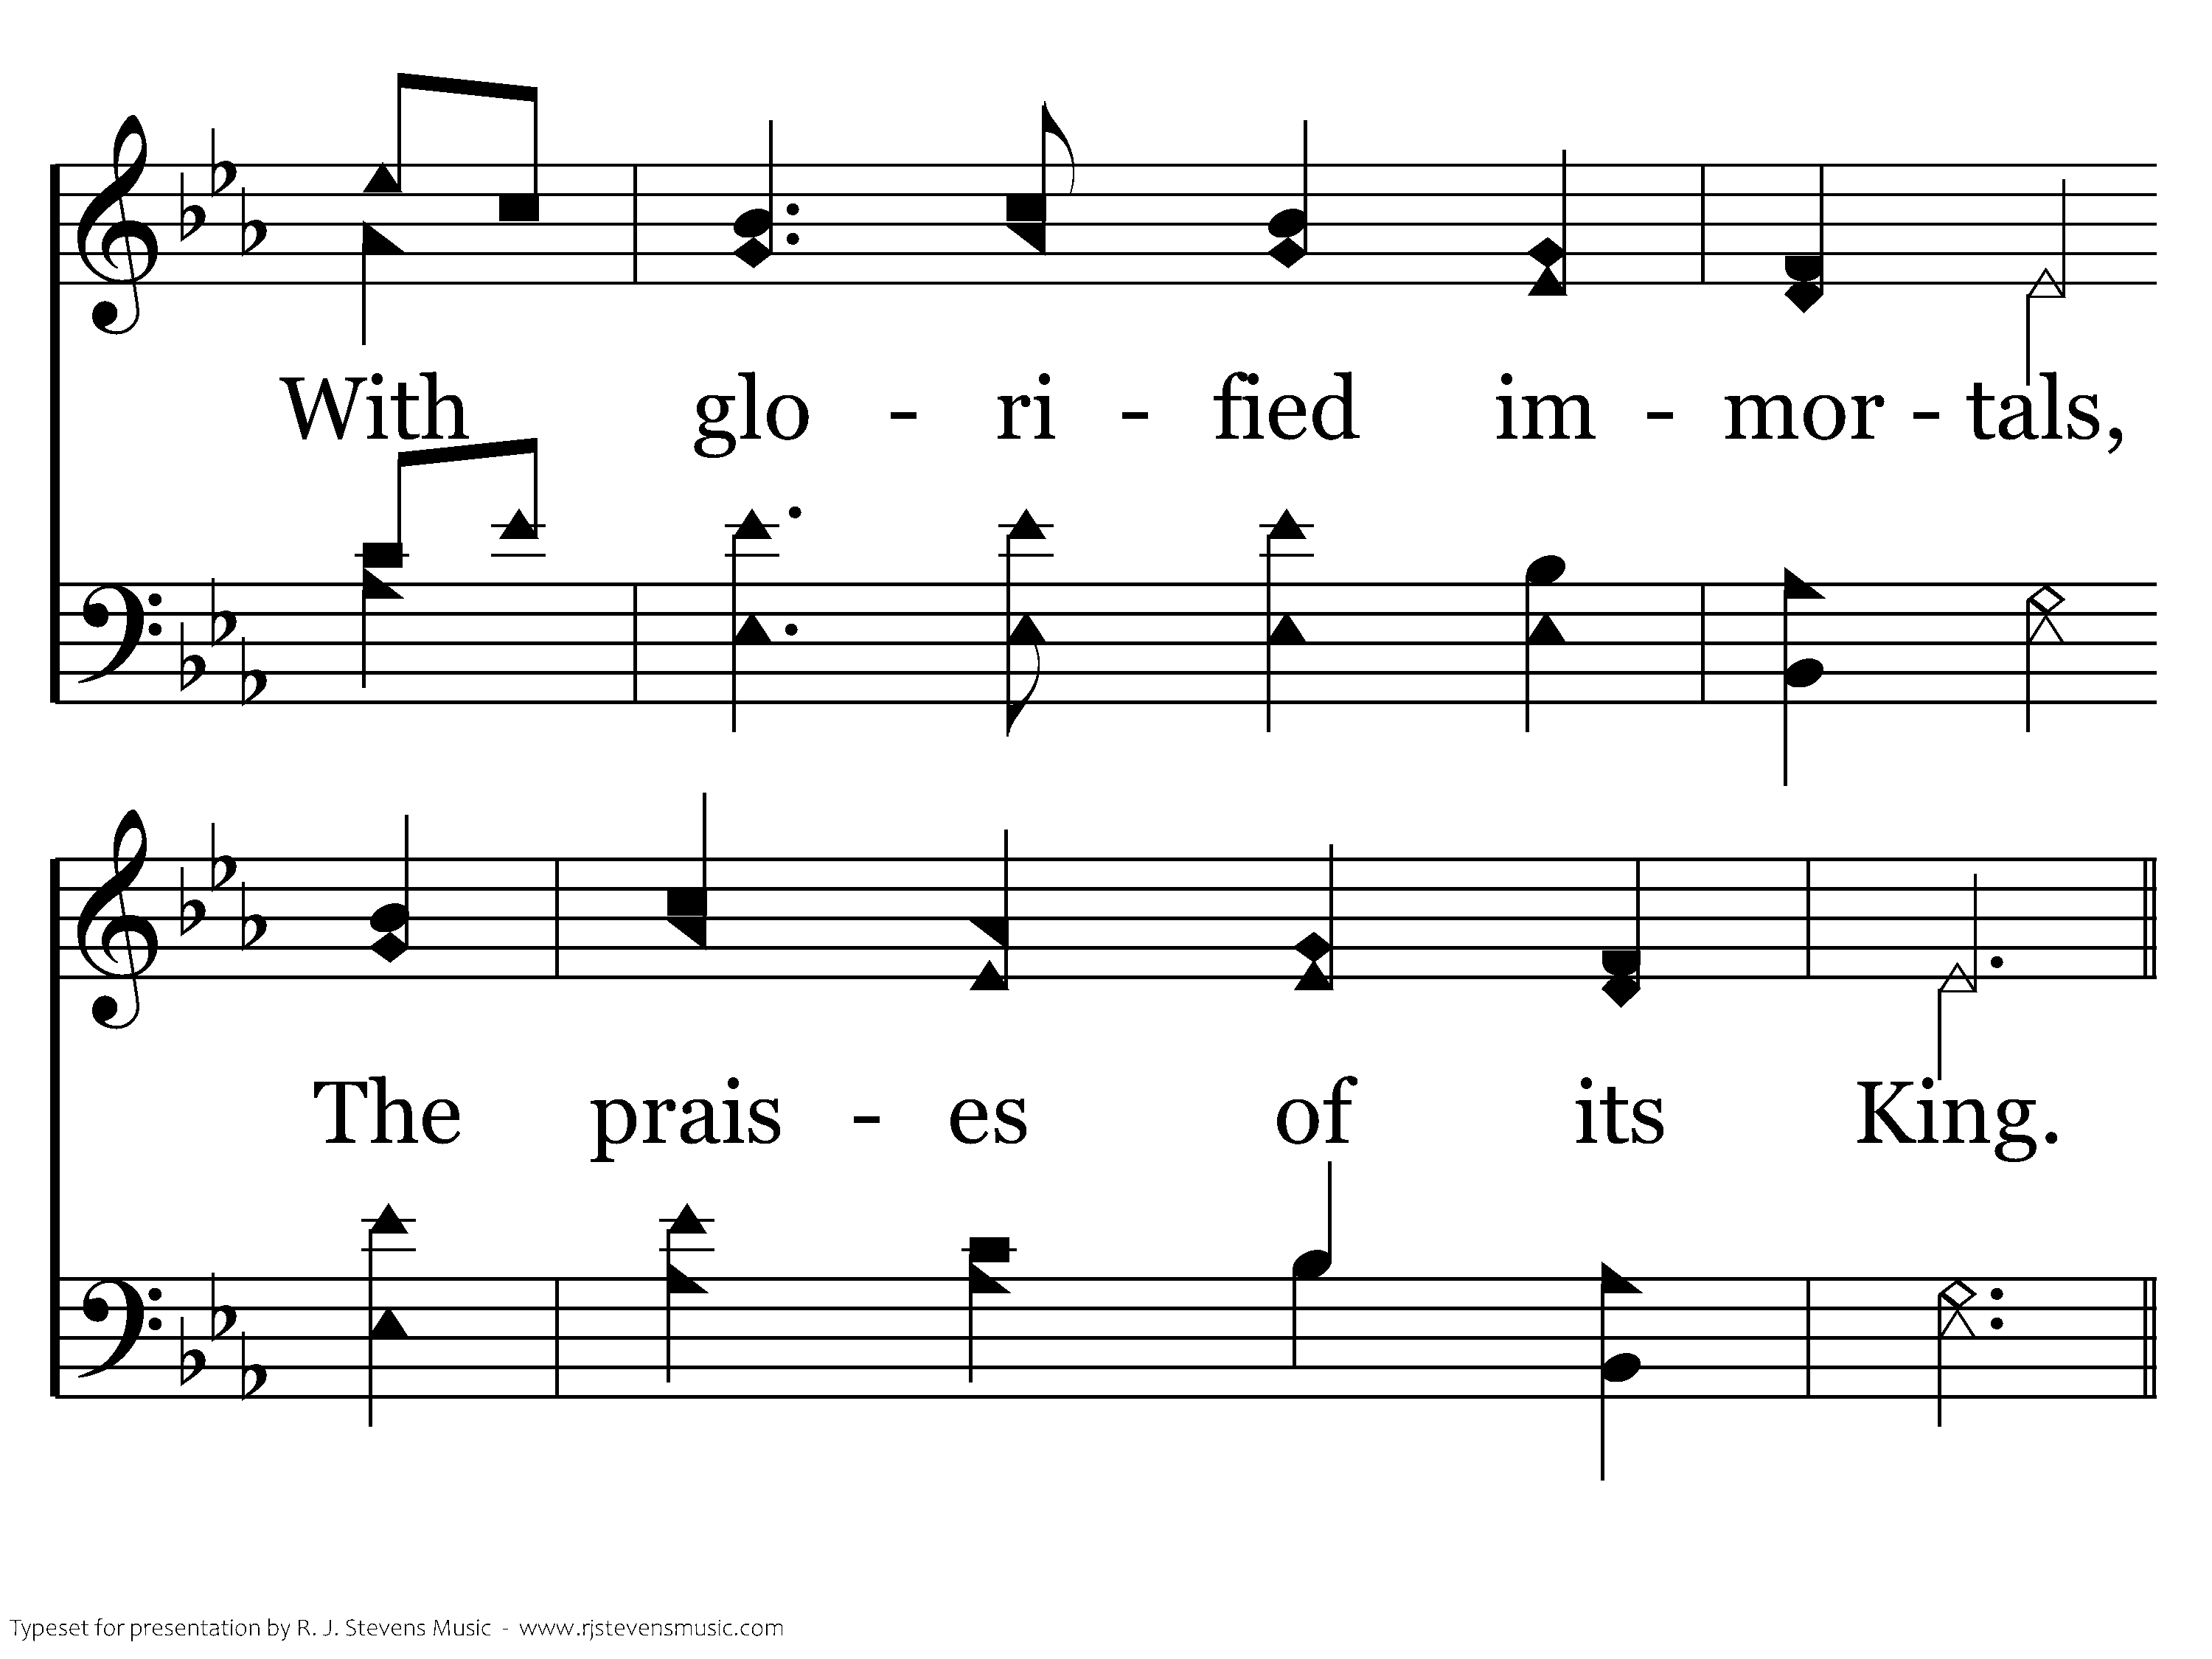 With glo - ri - fied im - mor - tals,
The prais - es of its King.
Typeset for presentation by R. J. Stevens Music - www.rjstevensmusic.com